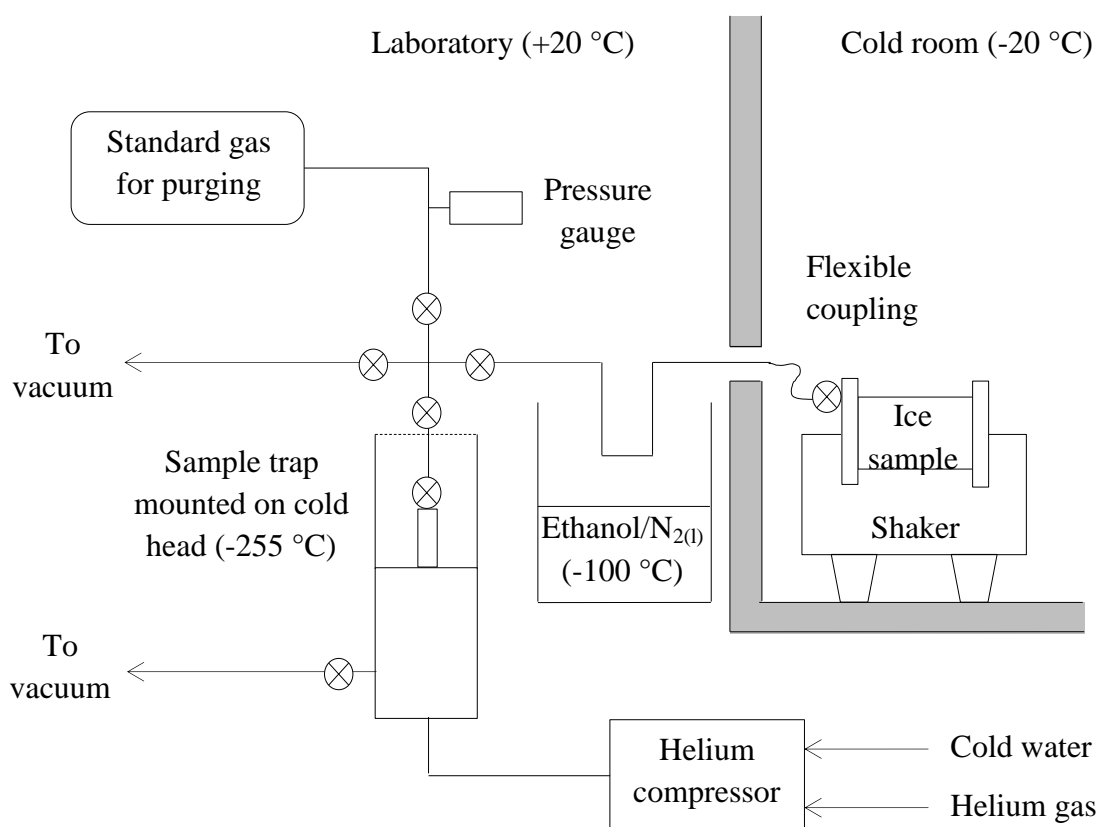 Laboratory (+20 °C)
Cold room (-20 °C)
Standard gas
for purging
Pressure
gauge
Flexible
coupling
To
vacuum
Ice
sample
Sample trap
mounted on cold
head (-255 °C)
Ethanol/N2(l)
(-100 °C)
Shaker
To
vacuum
Helium
compressor
Cold water
Helium gas